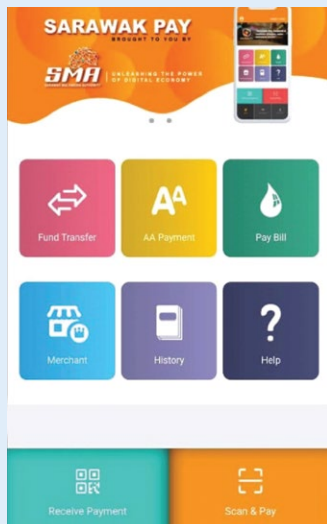 SARAWAK PAY
BROUGHT TO YOU BY
SMA
UNLEASHING THE POWER
OF DIGITAL ECONOMY
Fund Transfer
AA Payment
Pay Bill
Merchant
History
Help
Receive Payment
Scan & Pay